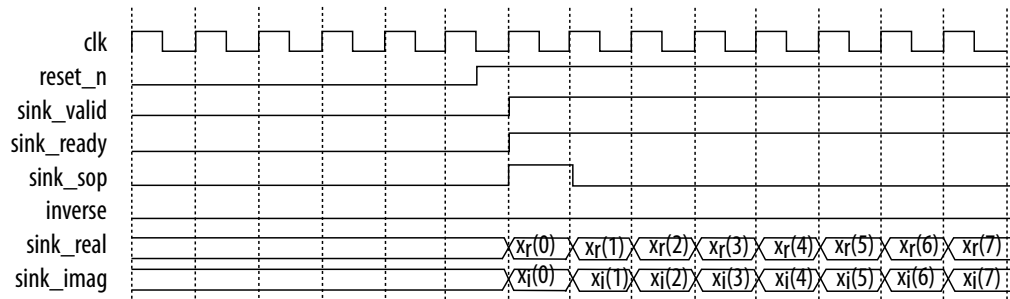 clk
reset_n
sink_valid
sink_ready
sink_sop
inverse
sink_real xr(0) xr(1) xr(2) xr(3) xr(4) xr(5) xr(6) xr(7)
sink_imag xi(0) xi(1) xi(2) xi(3) xi(4) xi(5) xi(6) xi(7)